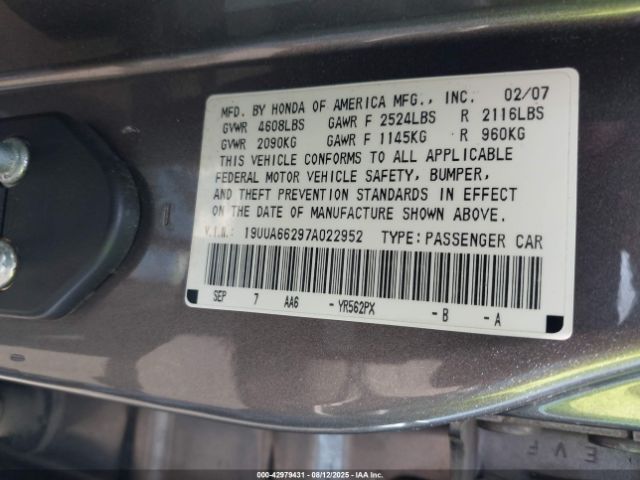 MFD. BY HONDA OF AMERICA MFG., INC. 02/07
GVWR 4608LBS GAWR F 2524LBS R 2116LBS
GVWR 2090KG GAWR F 1145KG R 960KG
THIS VEHICLE CONFORMS TO ALL APPLICABLE
FEDERAL MOTOR VEHICLE SAFETY, BUMPER,
AND THEFT PREVENTION STANDARDS IN EFFECT
ON THE DATE OF MANUFACTURE SHOWN ABOVE.
V.I.N.: 19UUA66297A022952 TYPE: PASSENGER CAR
SEP 7 AA6 -YR562PX -B -A
E V F
000-42979431 - 08/12/2025 - IAAI.com